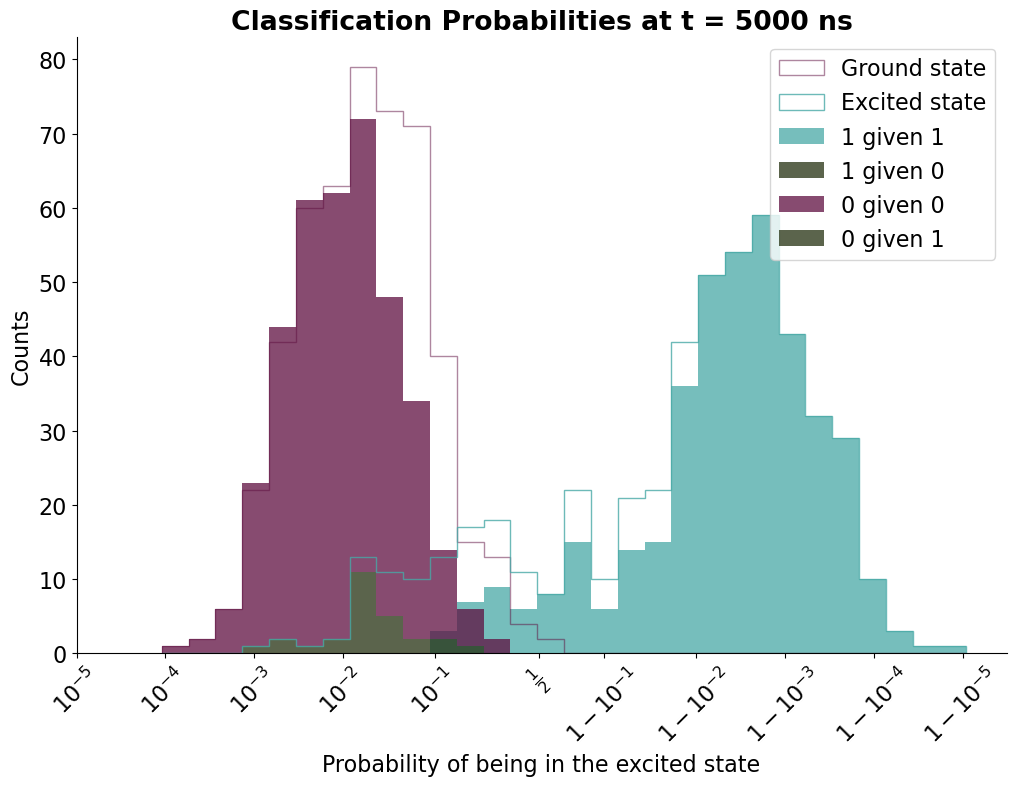 Classification Probabilities at t = 5000 ns
Ground state
Excited state
1 given 1
1 given 0
0 given 0
0 given 1
Counts
80
70
60
50
40
30
20
10
0
10⁻⁵
10⁻⁴
10⁻³
10⁻²
10⁻¹
½
1 − 10⁻¹
1 − 10⁻²
1 − 10⁻³
1 − 10⁻⁴
1 − 10⁻⁵
Probability of being in the excited state